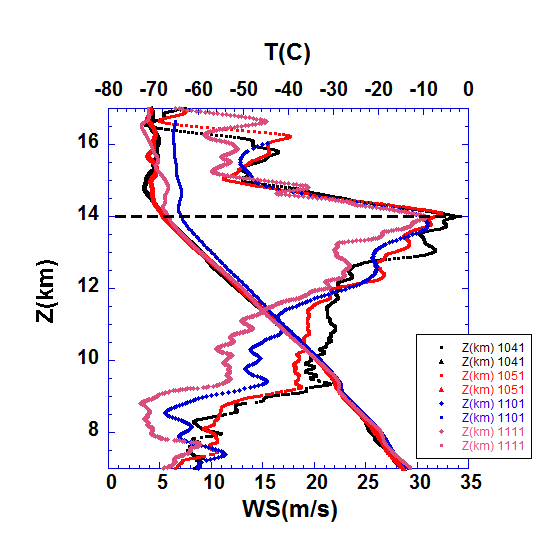 T(C)
-80 -70 -60 -50 -40 -30 -20 -10 0
16
14
12
10
8
Z(km)
Z(km) 1041
Z(km) 1041
Z(km) 1051
Z(km) 1051
Z(km) 1101
Z(km) 1101
Z(km) 1111
Z(km) 1111
0 5 10 15 20 25 30 35
WS(m/s)